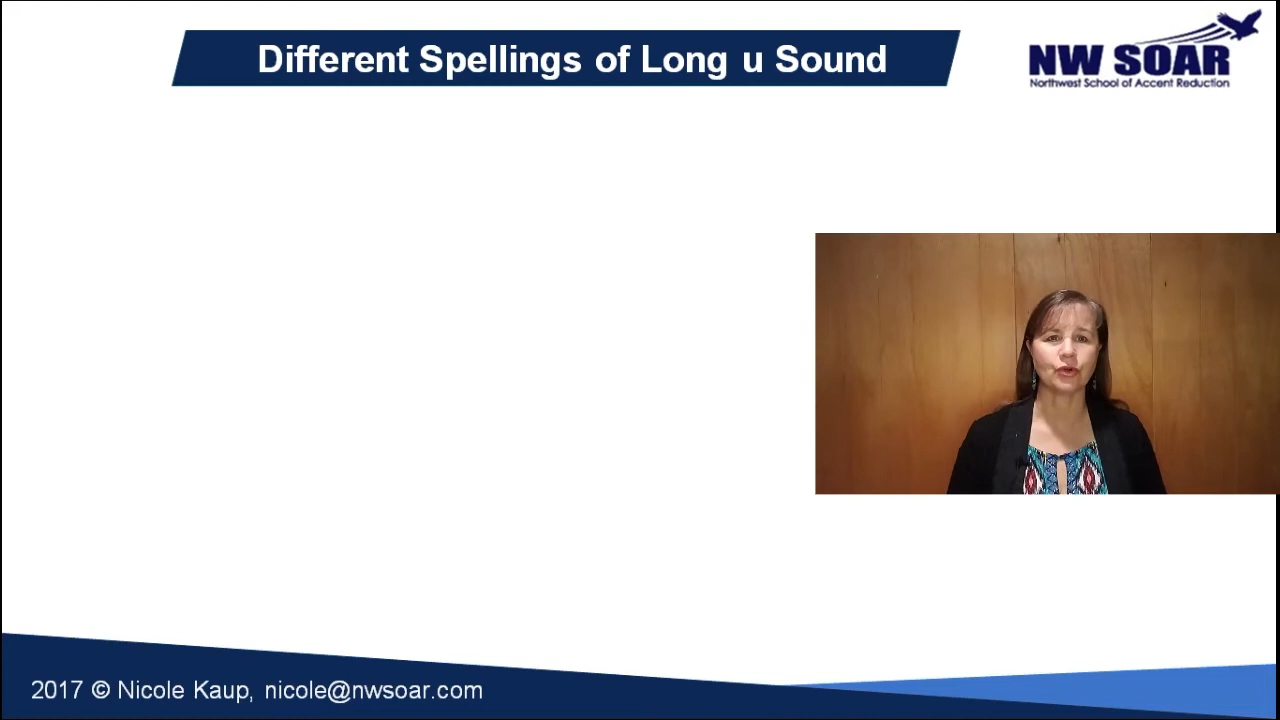 Different Spellings of Long u Sound
NW SOAR
Northwest School of Accent Reduction
2017 © Nicole Kaup, nicole@nwsoar.com